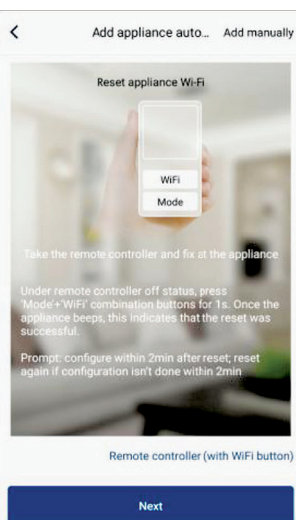 Add appliance auto... Add manually
Reset appliance Wi-Fi
WiFi
Mode
Take the remote controller and fix at the appliance
Under remote controller off status, press
'Mode'+'WiFi' combination buttons for 1s. Once the
appliance beeps, this indicates that the reset was
successful.
Prompt: configure within 2min after reset; reset
again if configuration isn't done within 2min
Remote controller (with WiFi button)
Next